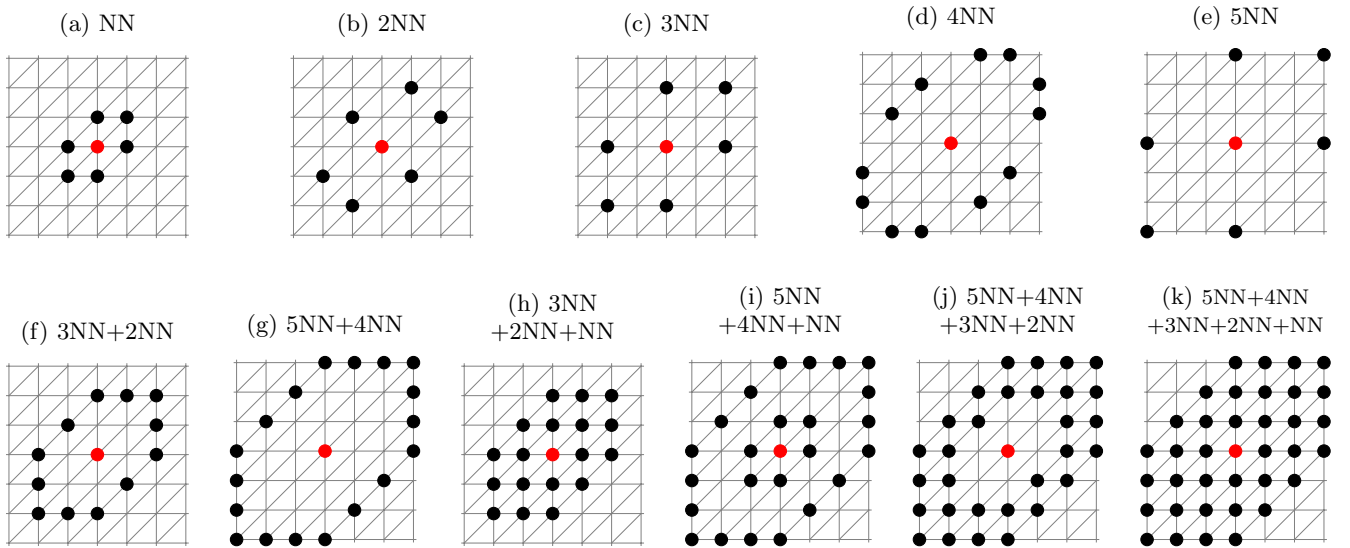 (a) NN
(b) 2NN
(c) 3NN
(d) 4NN
(e) 5NN
(f) 3NN+2NN
(g) 5NN+4NN
(h) 3NN
+2NN+NN
(i) 5NN
+4NN+NN
(j) 5NN+4NN
+3NN+2NN
(k) 5NN+4NN
+3NN+2NN+NN